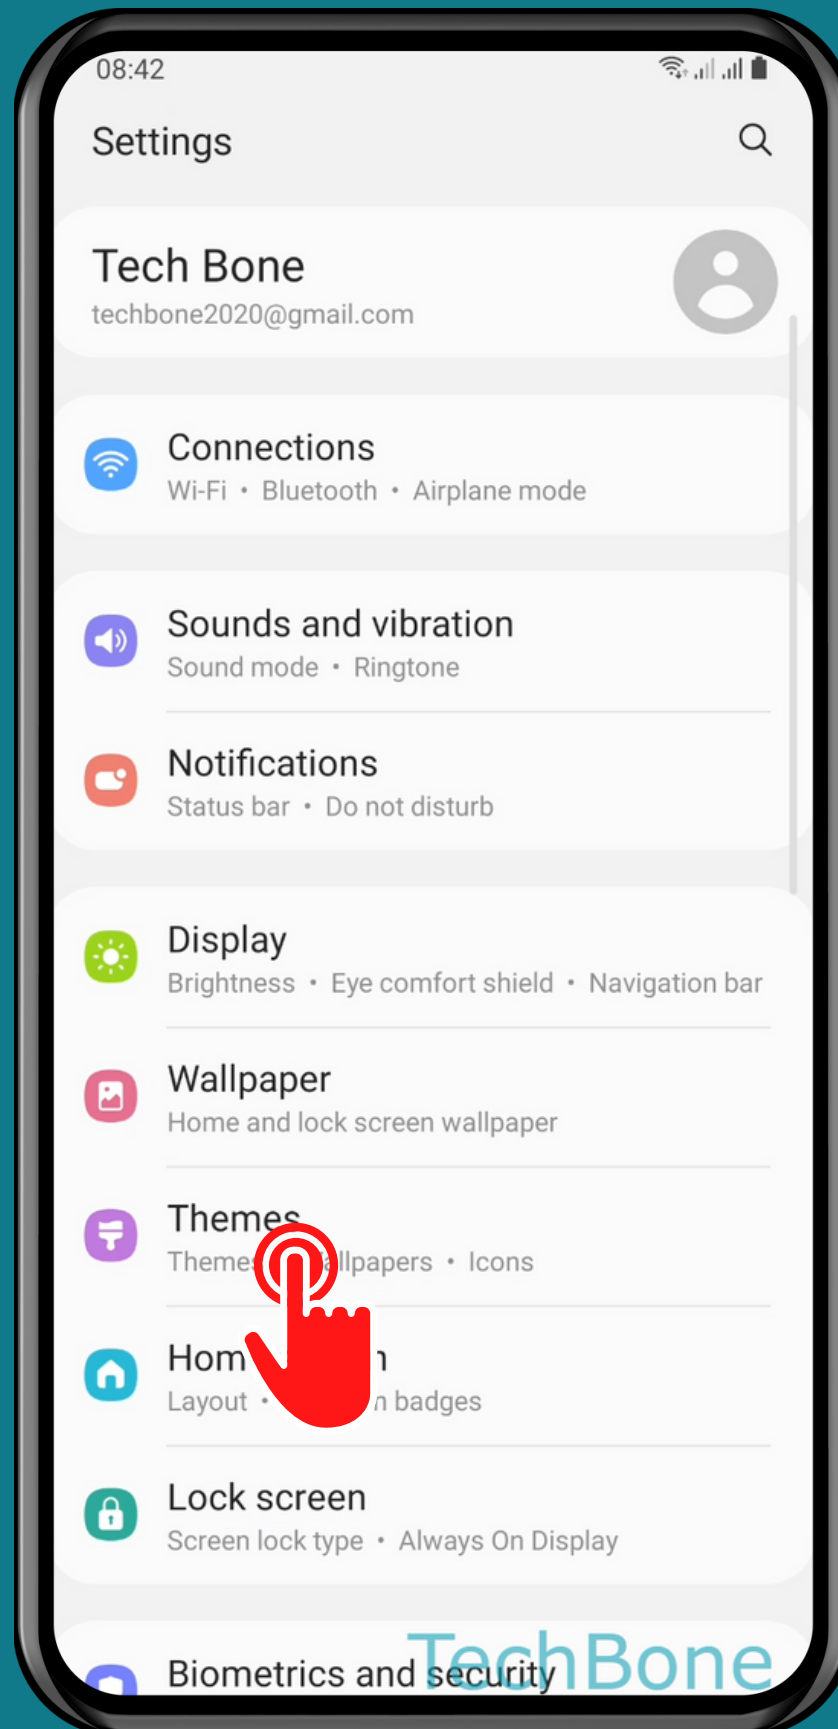 08:42
Settings
Tech Bone
techbone2020@gmail.com
Connections
Wi-Fi • Bluetooth • Airplane mode
Sounds and vibration
Sound mode • Ringtone
Notifications
Status bar • Do not disturb
Display
Brightness • Eye comfort shield • Navigation bar
Wallpaper
Home and lock screen wallpaper
Themes
Icons
Layout • badges
Lock screen
Screen lock type • Always On Display
Biometrics and security
TechBone